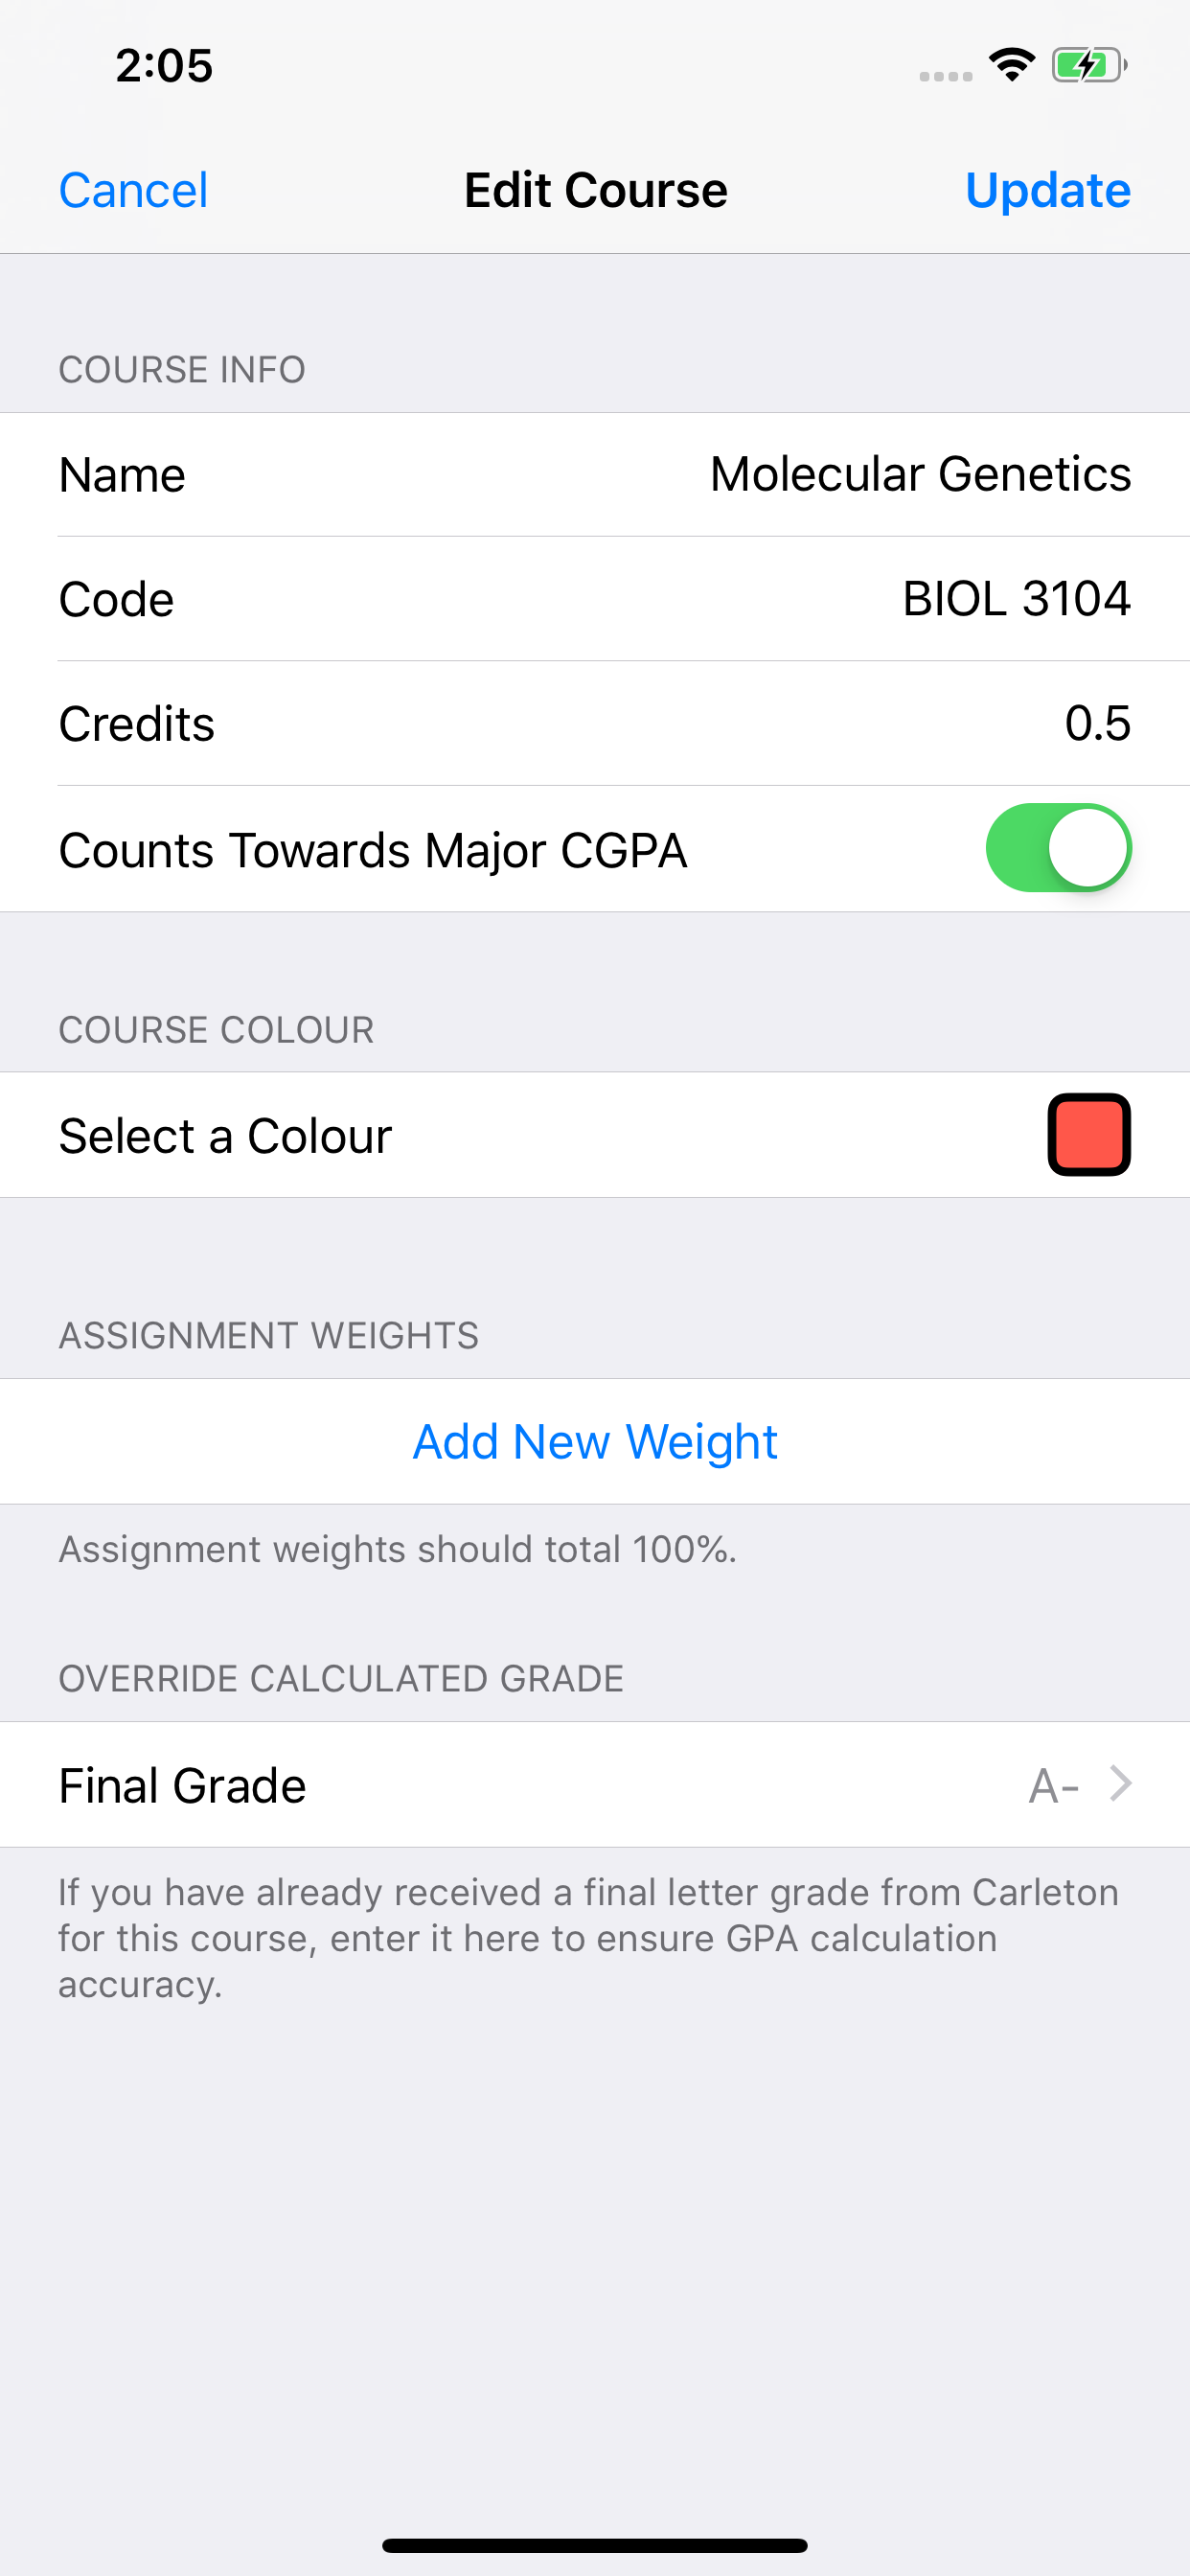 2:05
Cancel
Edit Course
Update
COURSE INFO
Name
Molecular Genetics
Code
BIOL 3104
Credits
0.5
Counts Towards Major CGPA
COURSE COLOUR
Select a Colour
ASSIGNMENT WEIGHTS
Add New Weight
Assignment weights should total 100%.
OVERRIDE CALCULATED GRADE
Final Grade
A-
If you have already received a final letter grade from Carleton
for this course, enter it here to ensure GPA calculation
accuracy.